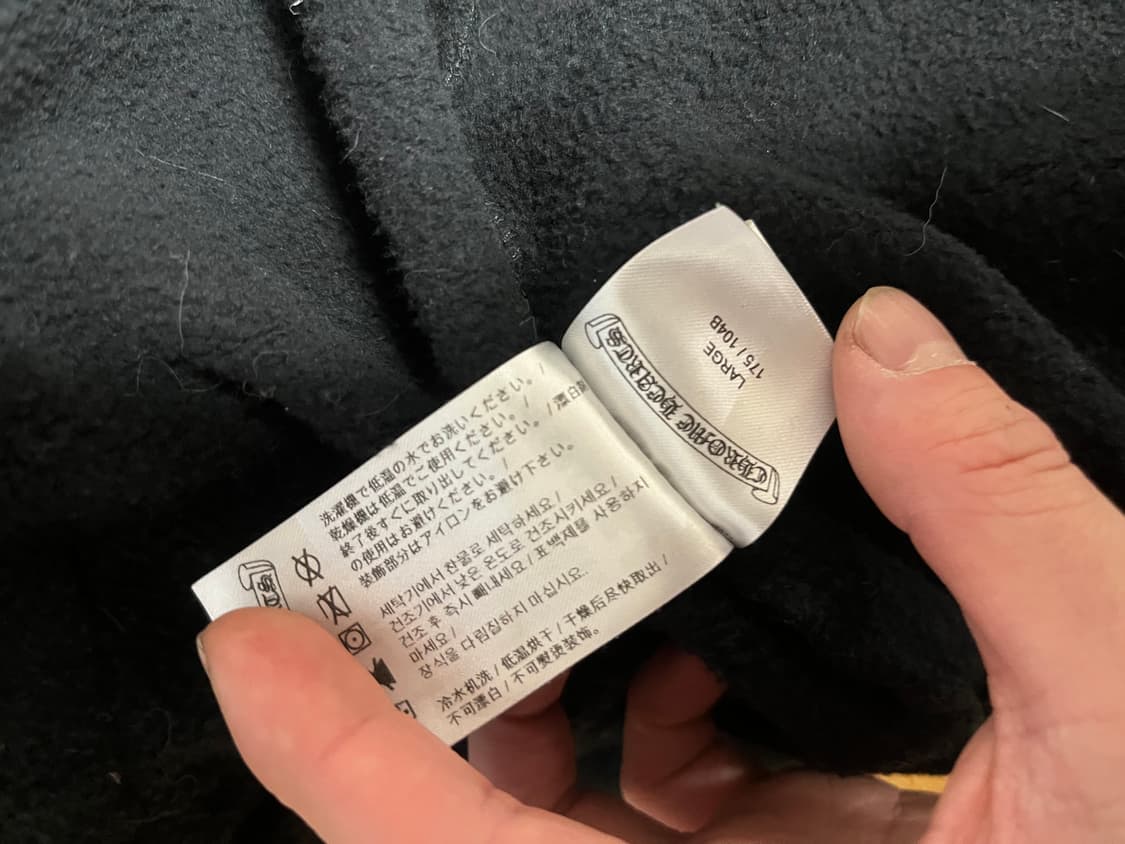 CHROME HEARTS
LARGE
175 / 104B
洗濯機で低温の水でお洗いください。 /
乾燥機は低温でご使用ください。 /
終了後すぐに取り出してください。 / 漂白剤
の使用はお避けください。 /
装飾部分はアイロンをお避け下さい。
세탁기에서 찬물로 세탁하세요 /
건조기에서 낮은 온도로 건조시키세요 /
건조 후 즉시 빼내세요 / 표백제를 사용하지
마세요 /
장식을 다림질하지 마십시요.
冷水机洗 / 低温烘干 / 干燥后尽快取出 /
不可漂白 / 不可熨烫装饰。